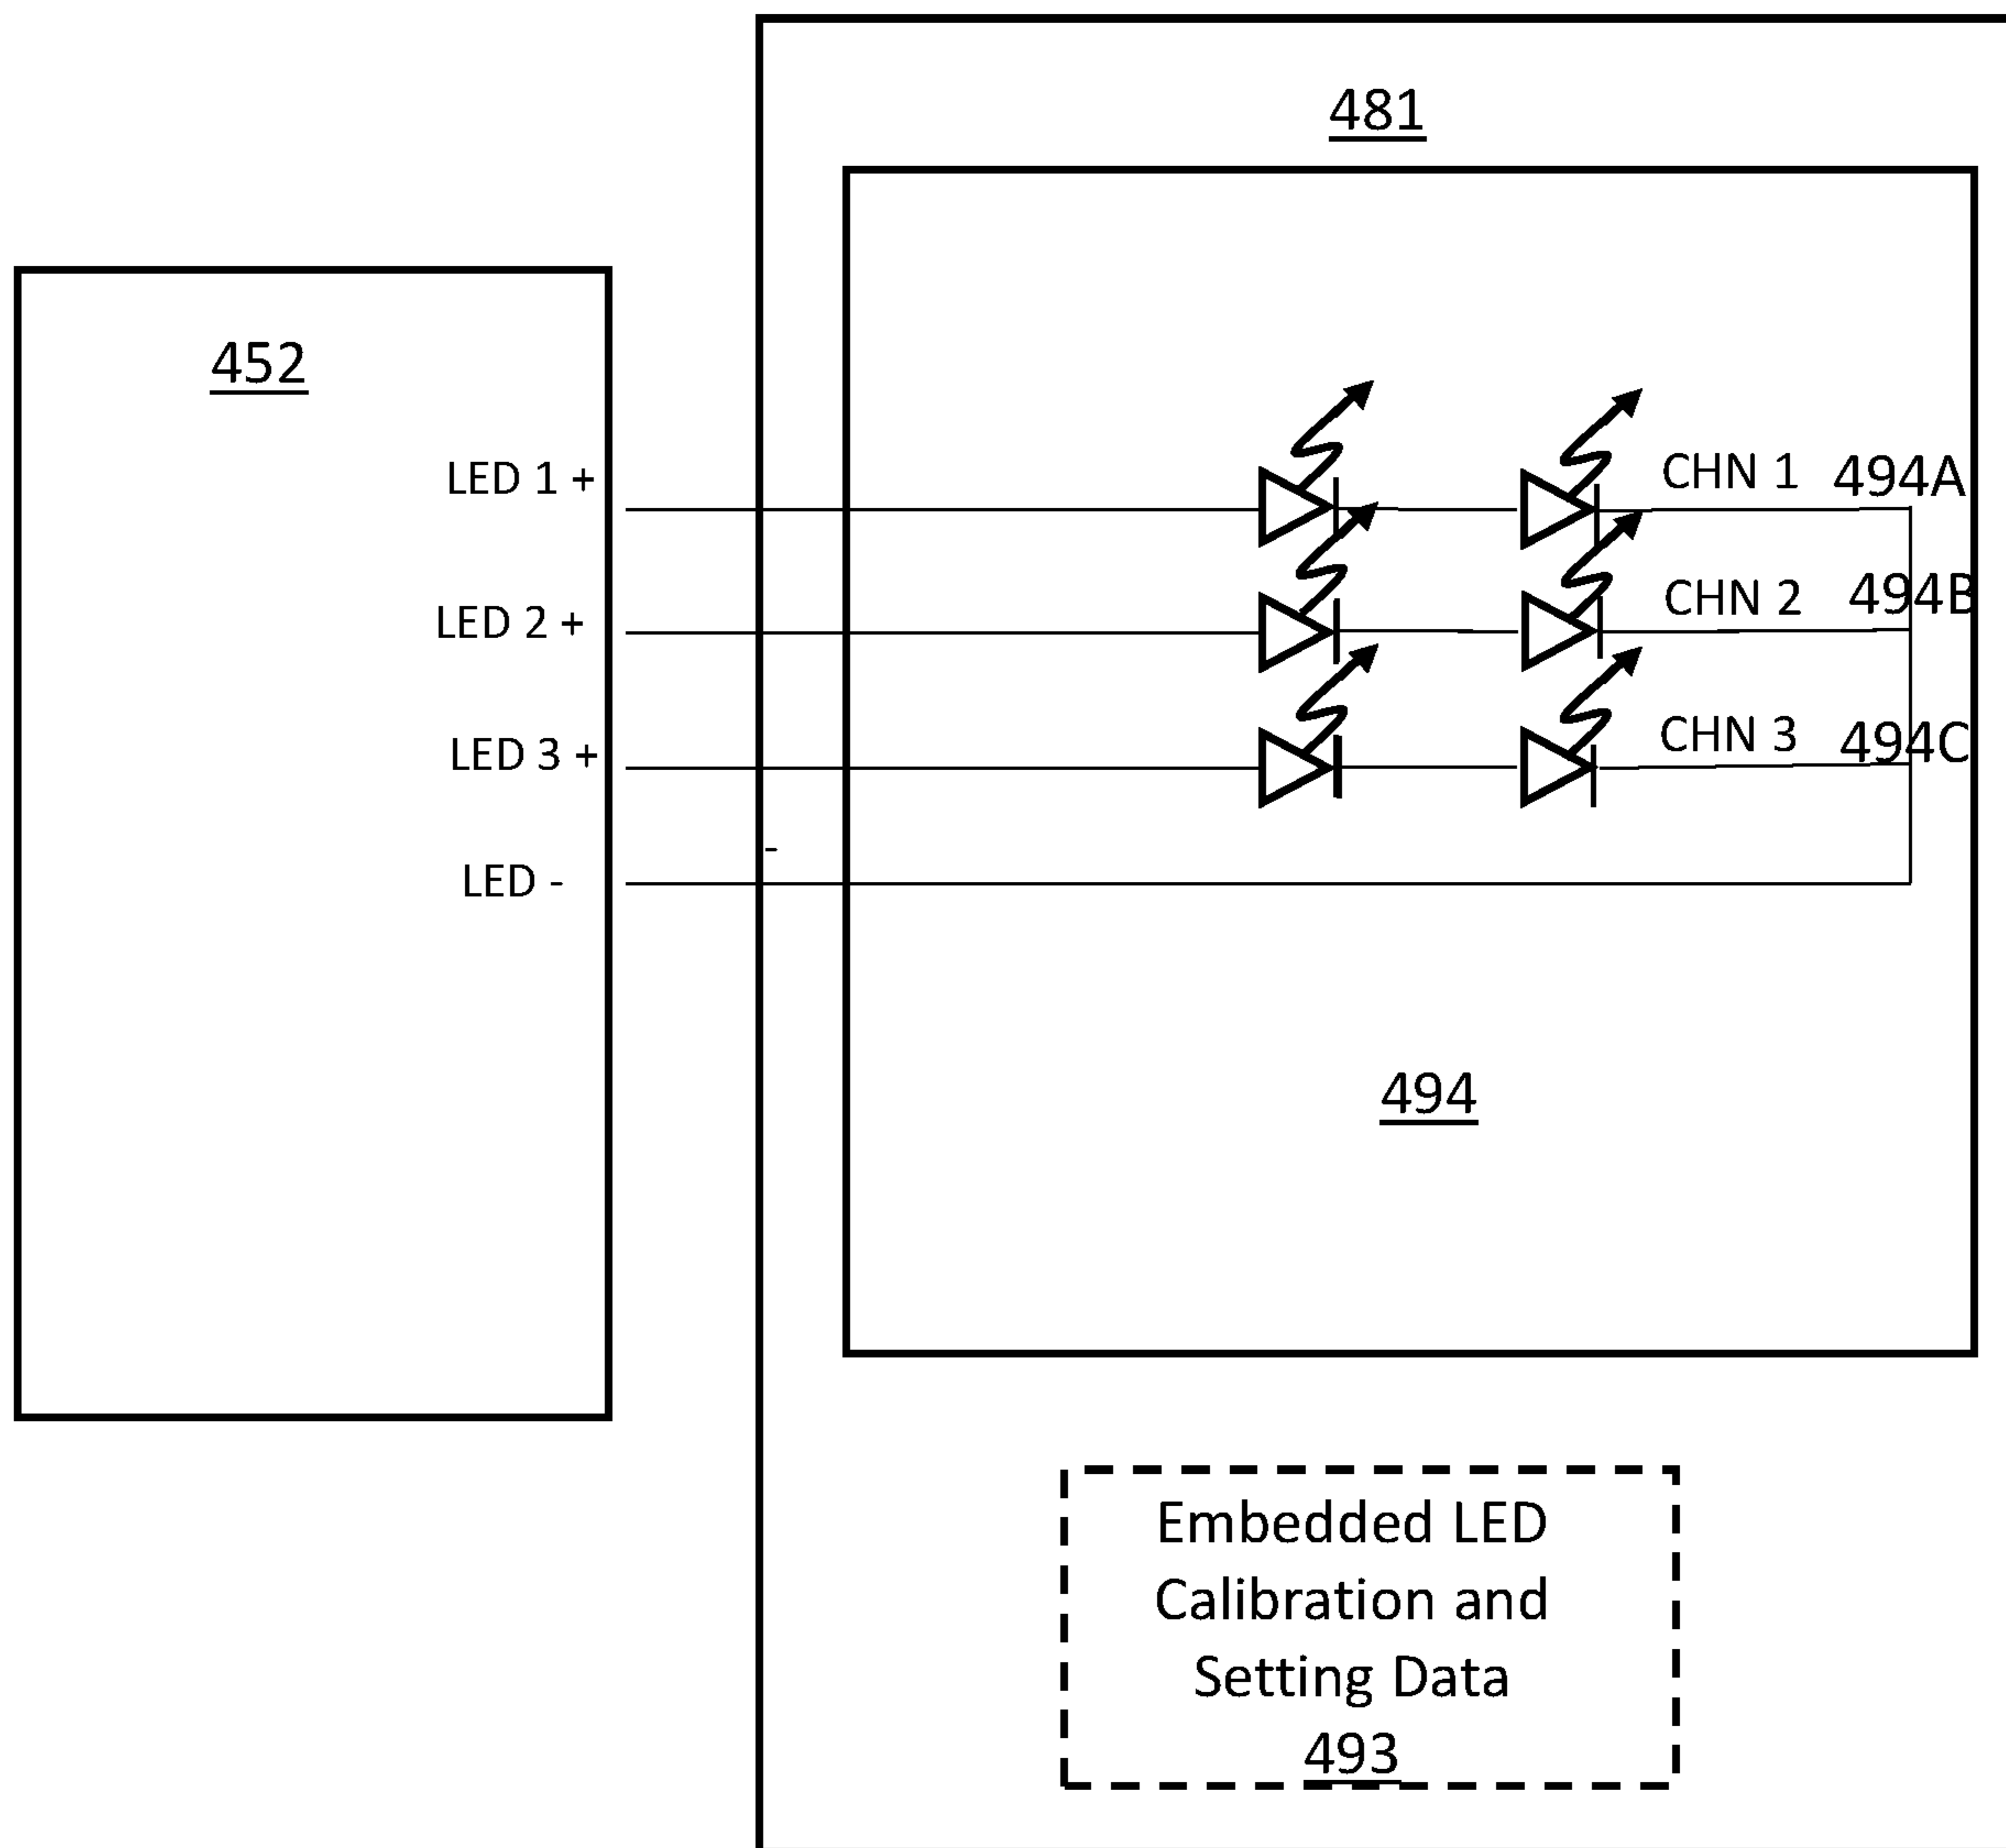 481
452
LED 1 +
CHN 1 494A
LED 2 +
CHN 2 494B
LED 3 +
CHN 3 494C
-
LED -
494
Embedded LED
Calibration and
Setting Data
493